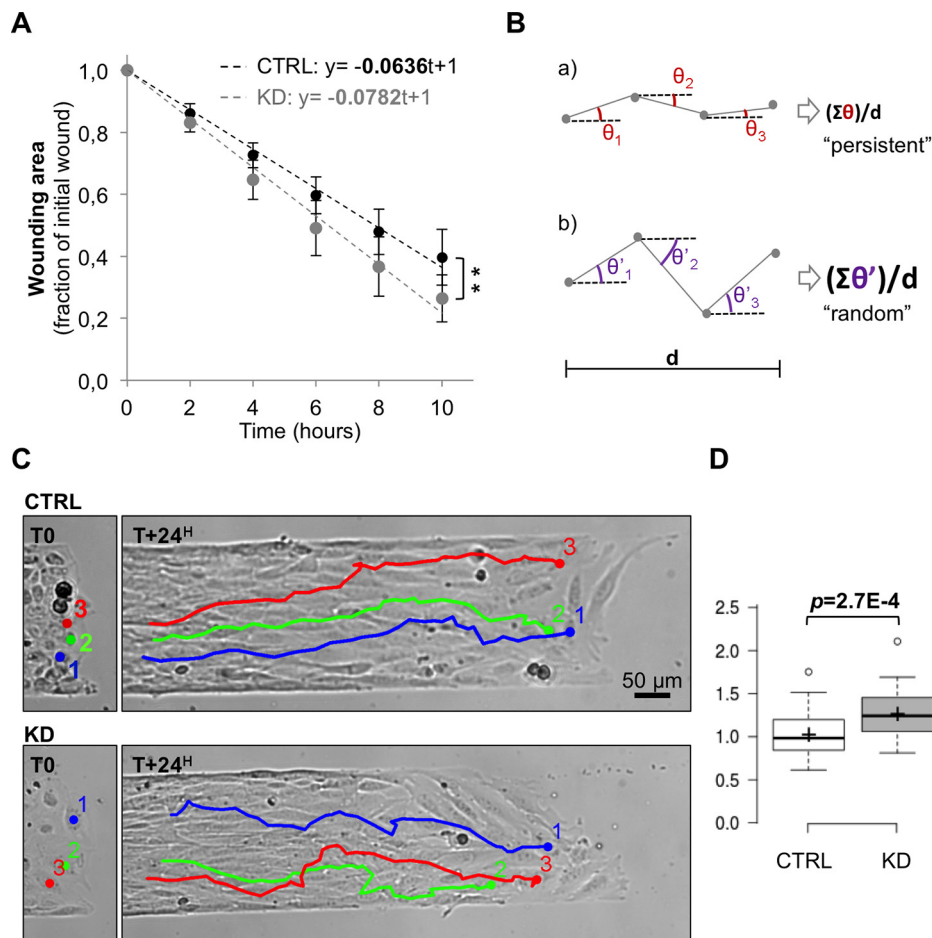 A
Wounding area
(fraction of initial wound)
1,0
0,8
0,6
0,4
0,2
0,0
CTRL: y= -0.0636t+1
KD: y= -0.0782t+1
**
0 2 4 6 8 10
Time (hours)
B
a)
θ1
θ2
θ3
(Σθ)/d
“persistent”
b)
θ'1
θ'2
θ'3
(Σθ')/d
“random”
d
C
CTRL
T0
3
2
1
T+24H
3
2
1
50 µm
KD
T0
1
2
3
T+24H
1
2
3
D
p=2.7E-4
2.5
2.0
1.5
1.0
0.5
0.0
CTRL KD